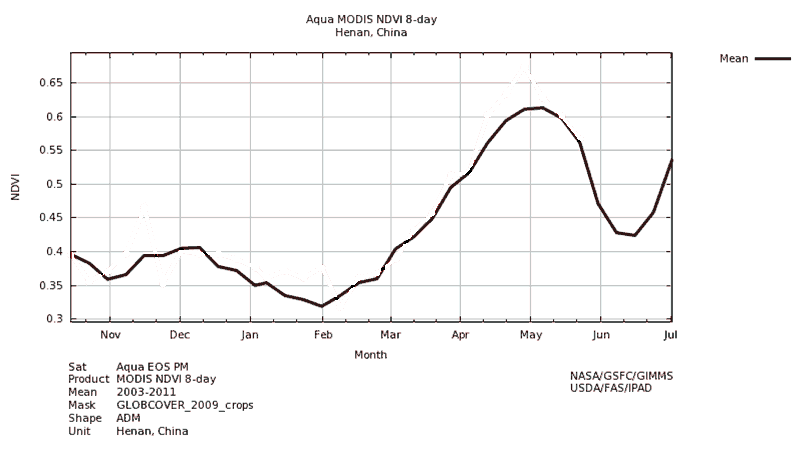 Aqua MODIS NDVI 8-day
Henan, China
Mean
0.65
0.6
0.55
0.5
0.45
0.4
0.35
0.3
NDVI
Nov Dec Jan Feb Mar Apr May Jun Jul
Month
Sat Aqua EOS PM
Product MODIS NDVI 8-day
Mean 2003-2011
Mask GLOBCOVER_2009_crops
Shape ADM
Unit Henan, China
NASA/GSFC/GIMMS
USDA/FAS/IPAD